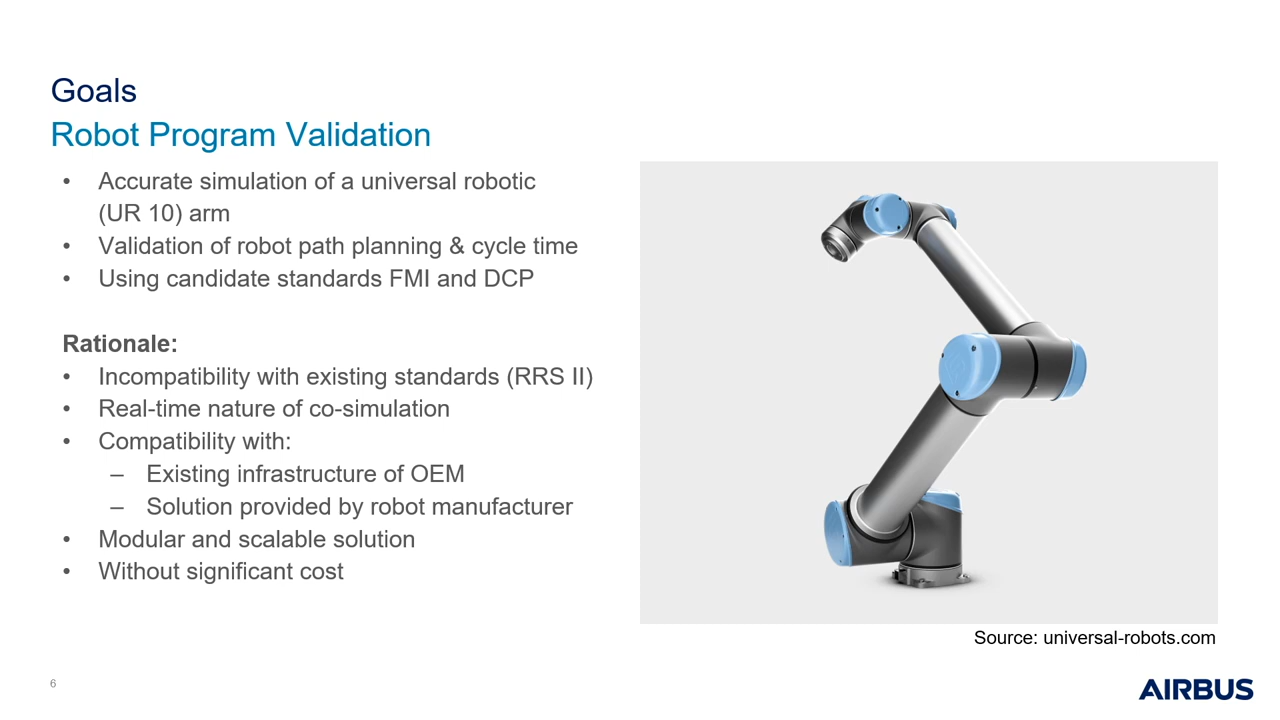 Goals
Robot Program Validation
• Accurate simulation of a universal robotic
(UR 10) arm
• Validation of robot path planning & cycle time
• Using candidate standards FMI and DCP
Rationale:
• Incompatibility with existing standards (RRS II)
• Real-time nature of co-simulation
• Compatibility with:
– Existing infrastructure of OEM
– Solution provided by robot manufacturer
• Modular and scalable solution
• Without significant cost
Source: universal-robots.com
6
AIRBUS